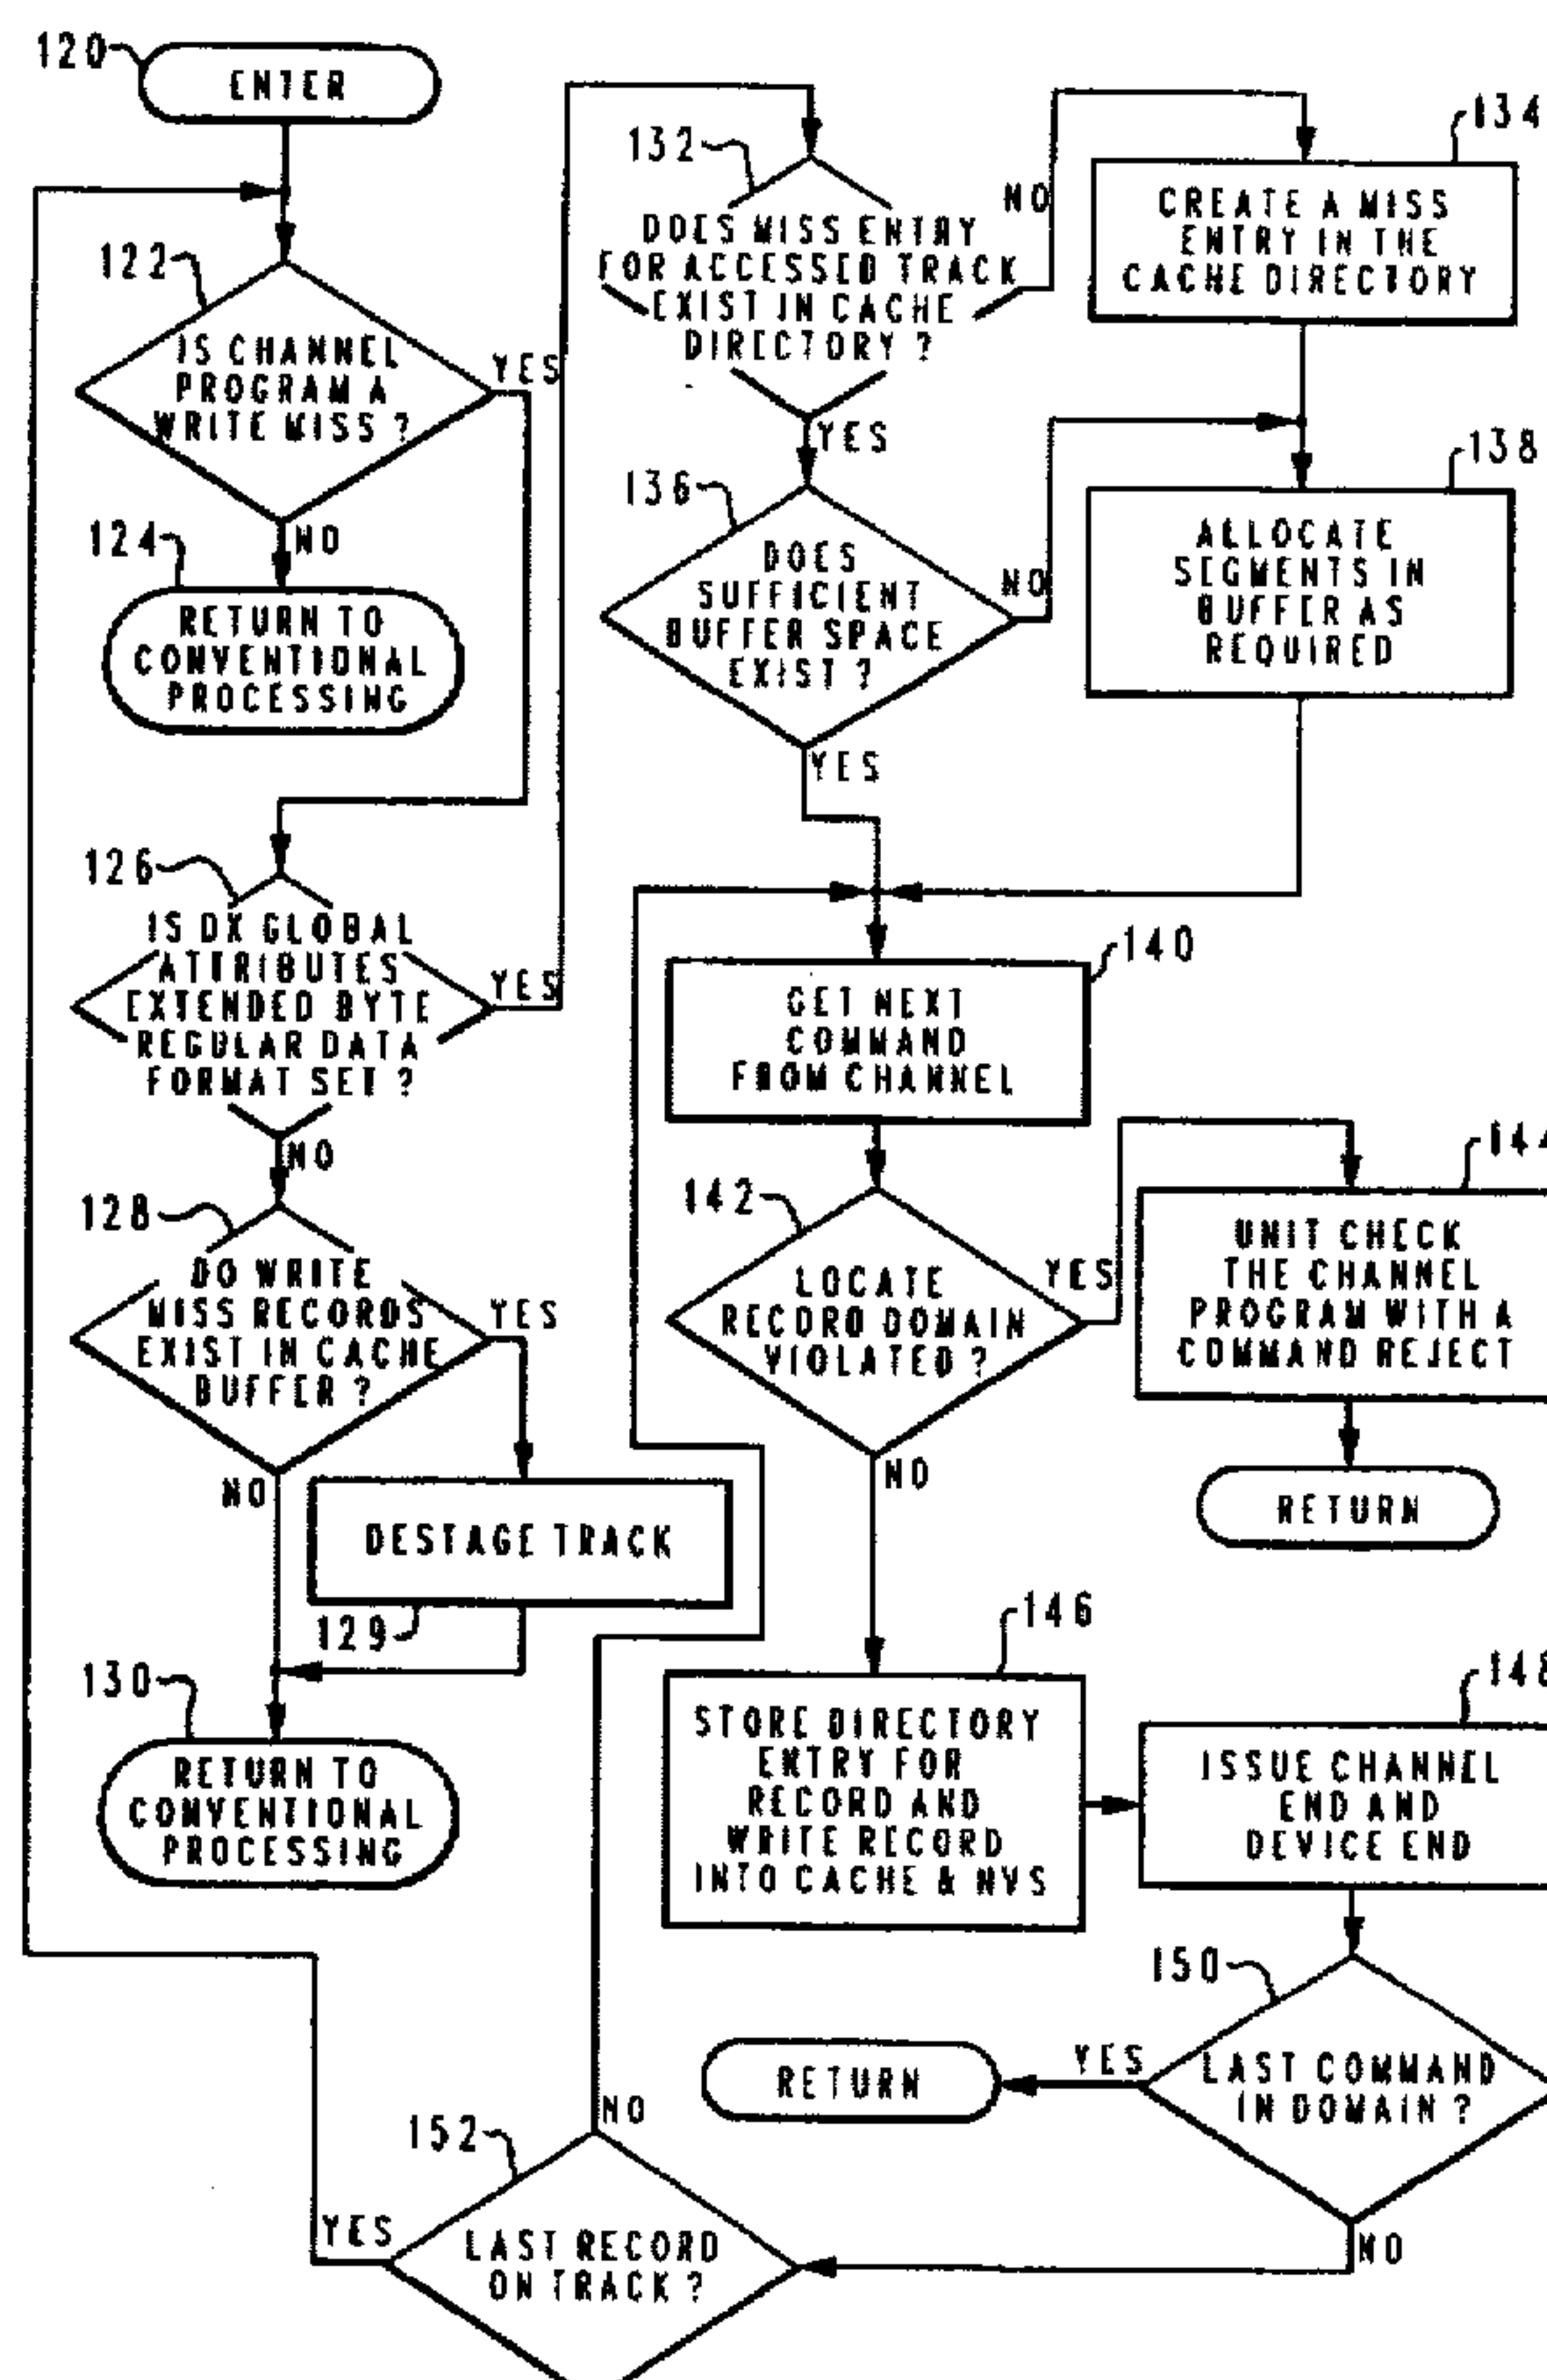 120
ENTER
122
IS CHANNEL
PROGRAM A
WRITE MISS ?
YES
NO
124
RETURN TO
CONVENTIONAL
PROCESSING
126
IS DX GLOBAL
ATTRIBUTES
EXTENDED BYTE
REGULAR DATA
FORMAT SET ?
YES
NO
128
DO WRITE
MISS RECORDS
EXIST IN CACHE
BUFFER ?
YES
NO
DESTAGE TRACK
129
130
RETURN TO
CONVENTIONAL
PROCESSING
132
DOES MISS ENTRY
FOR ACCESSED TRACK
EXIST IN CACHE
DIRECTORY ?
NO
YES
134
CREATE A MISS
ENTRY IN THE
CACHE DIRECTORY
136
DOES
SUFFICIENT
BUFFER SPACE
EXIST ?
NO
YES
138
ALLOCATE
SEGMENTS IN
BUFFER AS
REQUIRED
140
GET NEXT
COMMAND
FROM CHANNEL
142
LOCATE
RECORD DOMAIN
VIOLATED ?
YES
NO
144
UNIT CHECK
THE CHANNEL
PROGRAM WITH A
COMMAND REJECT
RETURN
146
STORE DIRECTORY
ENTRY FOR
RECORD AND
WRITE RECORD
INTO CACHE & NVS
148
ISSUE CHANNEL
END AND
DEVICE END
150
LAST COMMAND
IN DOMAIN ?
YES
NO
RETURN
152
LAST RECORD
ON TRACK ?
NO
YES